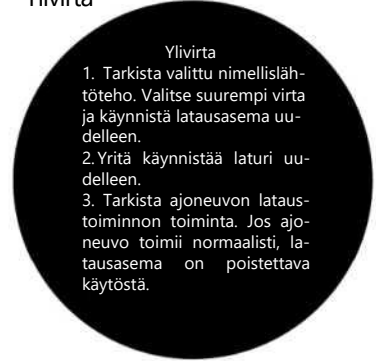 Ylivirta
Ylivirta
1. Tarkista valittu nimellisläh-
töteho. Valitse suurempi virta
ja käynnistä latausasema uu-
delleen.
2. Yritä käynnistää laturi uu-
delleen.
3. Tarkista ajoneuvon lataus-
toiminnon toiminta. Jos ajo-
neuvo toimii normaalisti, la-
tausasema on poistettava
käytöstä.